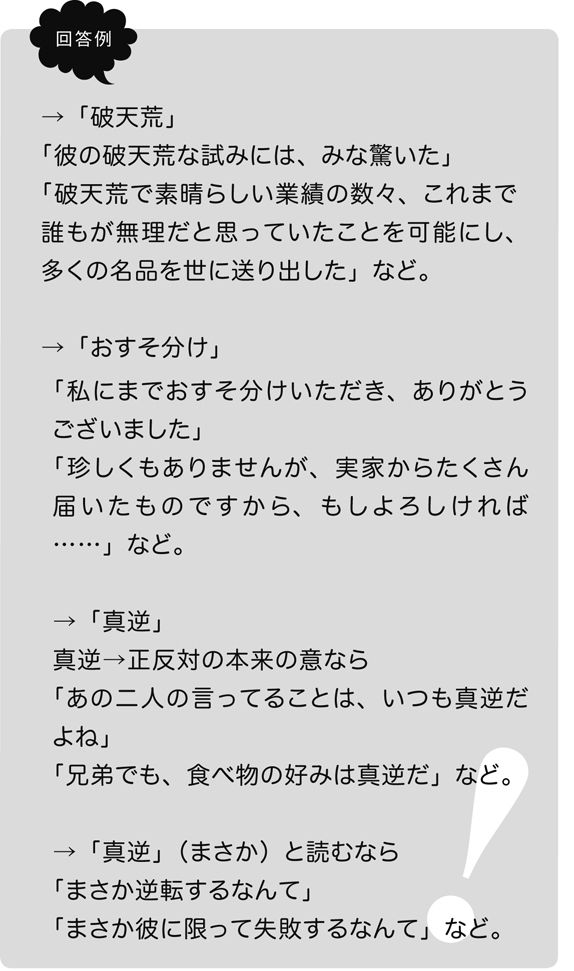 回答例
→「破天荒」
「彼の破天荒な試みには、みな驚いた」
「破天荒で素晴らしい業績の数々、これまで
誰もが無理だと思っていたことを可能にし、
多くの名品を世に送り出した」など。
→「おすそ分け」
「私にまでおすそ分けいただき、ありがとう
ございました」
「珍しくもありませんが、実家からたくさん
届いたものですから、もしよろしければ
……」など。
→「真逆」
真逆→正反対の本来の意なら
「あの二人の言ってることは、いつも真逆だ
よね」
「兄弟でも、食べ物の好みは真逆だ」など。
→「真逆」（まさか）と読むなら
「まさか逆転するなんて」
「まさか彼に限って失敗するなんて」など。